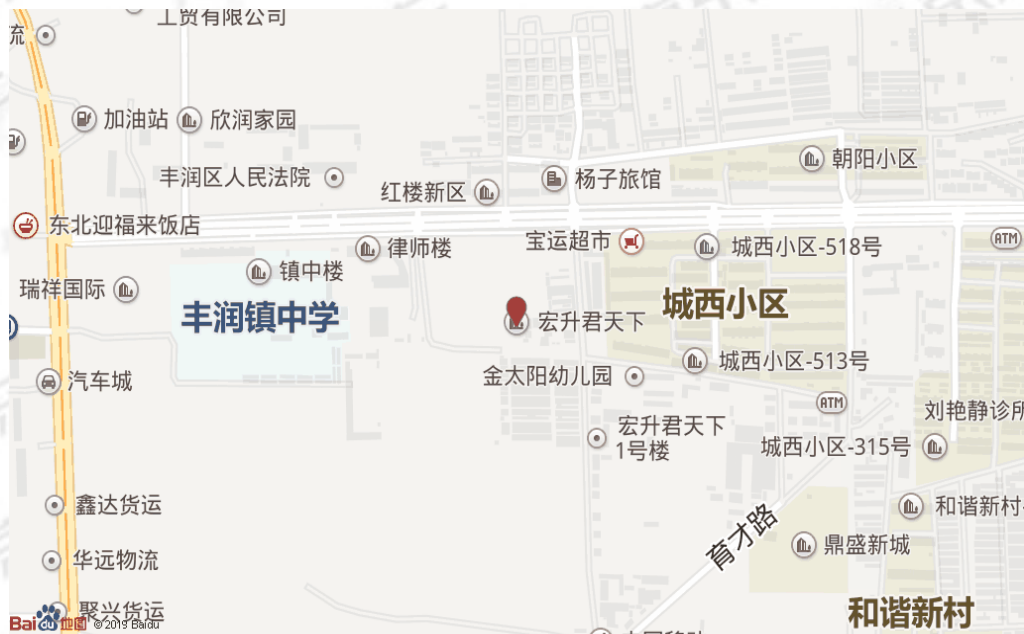 工贸有限公司
流
加油站
欣润家园
朝阳小区
丰润区人民法院
杨子旅馆
红楼新区
东北迎福来饭店
宝运超市
ATM
律师楼
城西小区-518号
镇中楼
瑞祥国际
城西小区
丰润镇中学
宏升君天下
城西小区-513号
金太阳幼儿园
汽车城
ATM
刘艳静诊所
宏升君天下
1号楼
城西小区-315号
鑫达货运
和谐新村
育才路
鼎盛新城
华远物流
聚兴货运
和谐新村
Bai du 地图
© 2019 Baidu